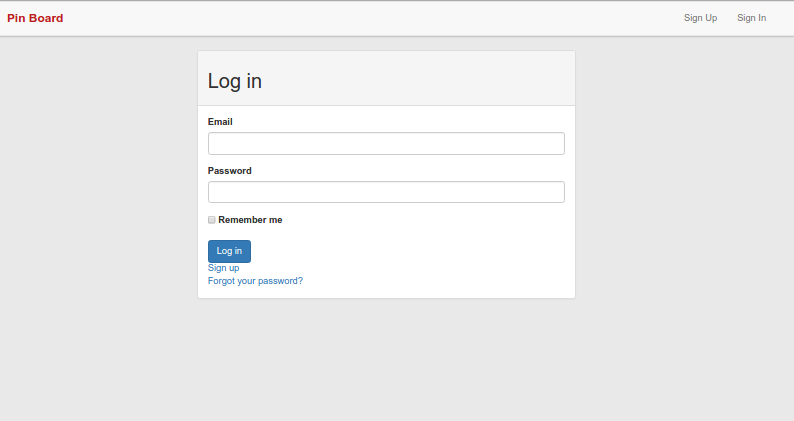 Pin Board Sign Up Sign In
Log in
Email
Password
Remember me
Log in
Sign up
Forgot your password?